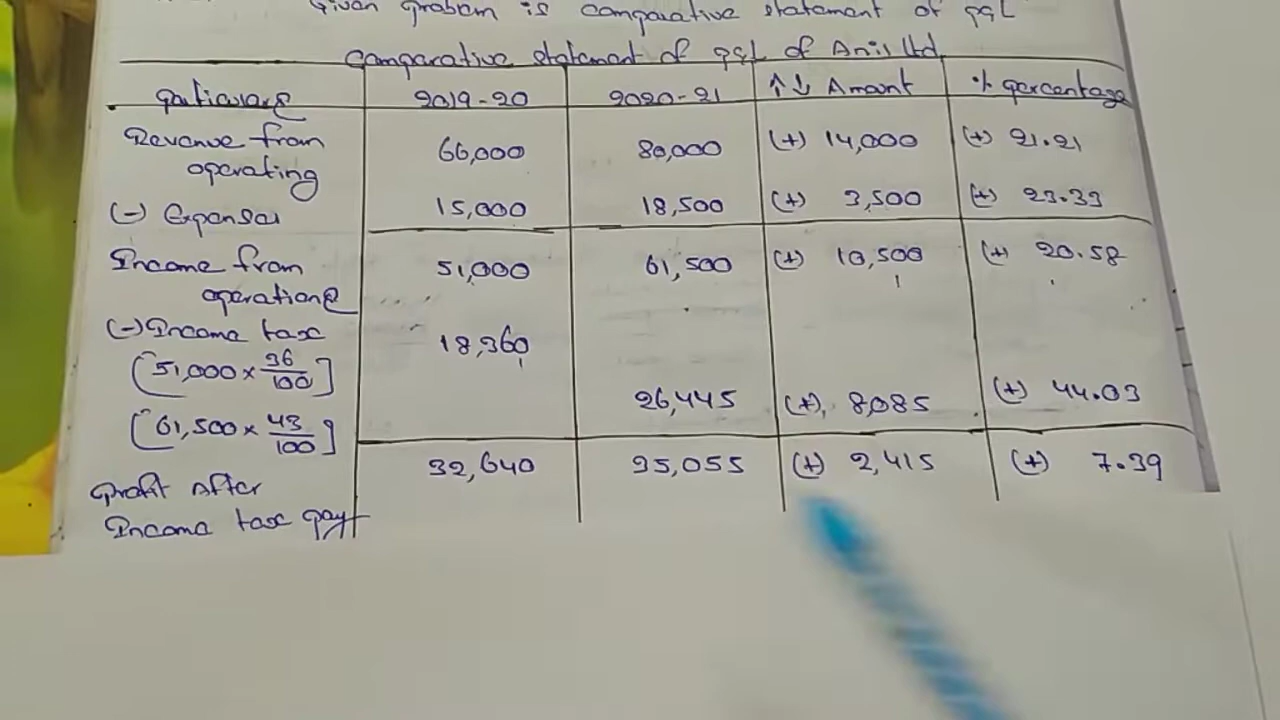 Given problem is comparative statement of P&L
Comparative statement of P&L of Anil Ltd
Particulars 2019-20 2020-21 ↑↓ Amount % percentage
Revenue from operating 66,000 80,000 (+) 14,000 (+) 21.21
(-) Expenses 15,000 18,500 (+) 3,500 (+) 23.33
Income from operations 51,000 61,500 (+) 10,500 (+) 20.58
(-) Income tax 18,360
[51,000 × 36/100]
[61,500 × 43/100] 26,445 (+) 8,085 (+) 44.03
Profit After Income tax pay 32,640 35,055 (+) 2,415 (+) 7.39